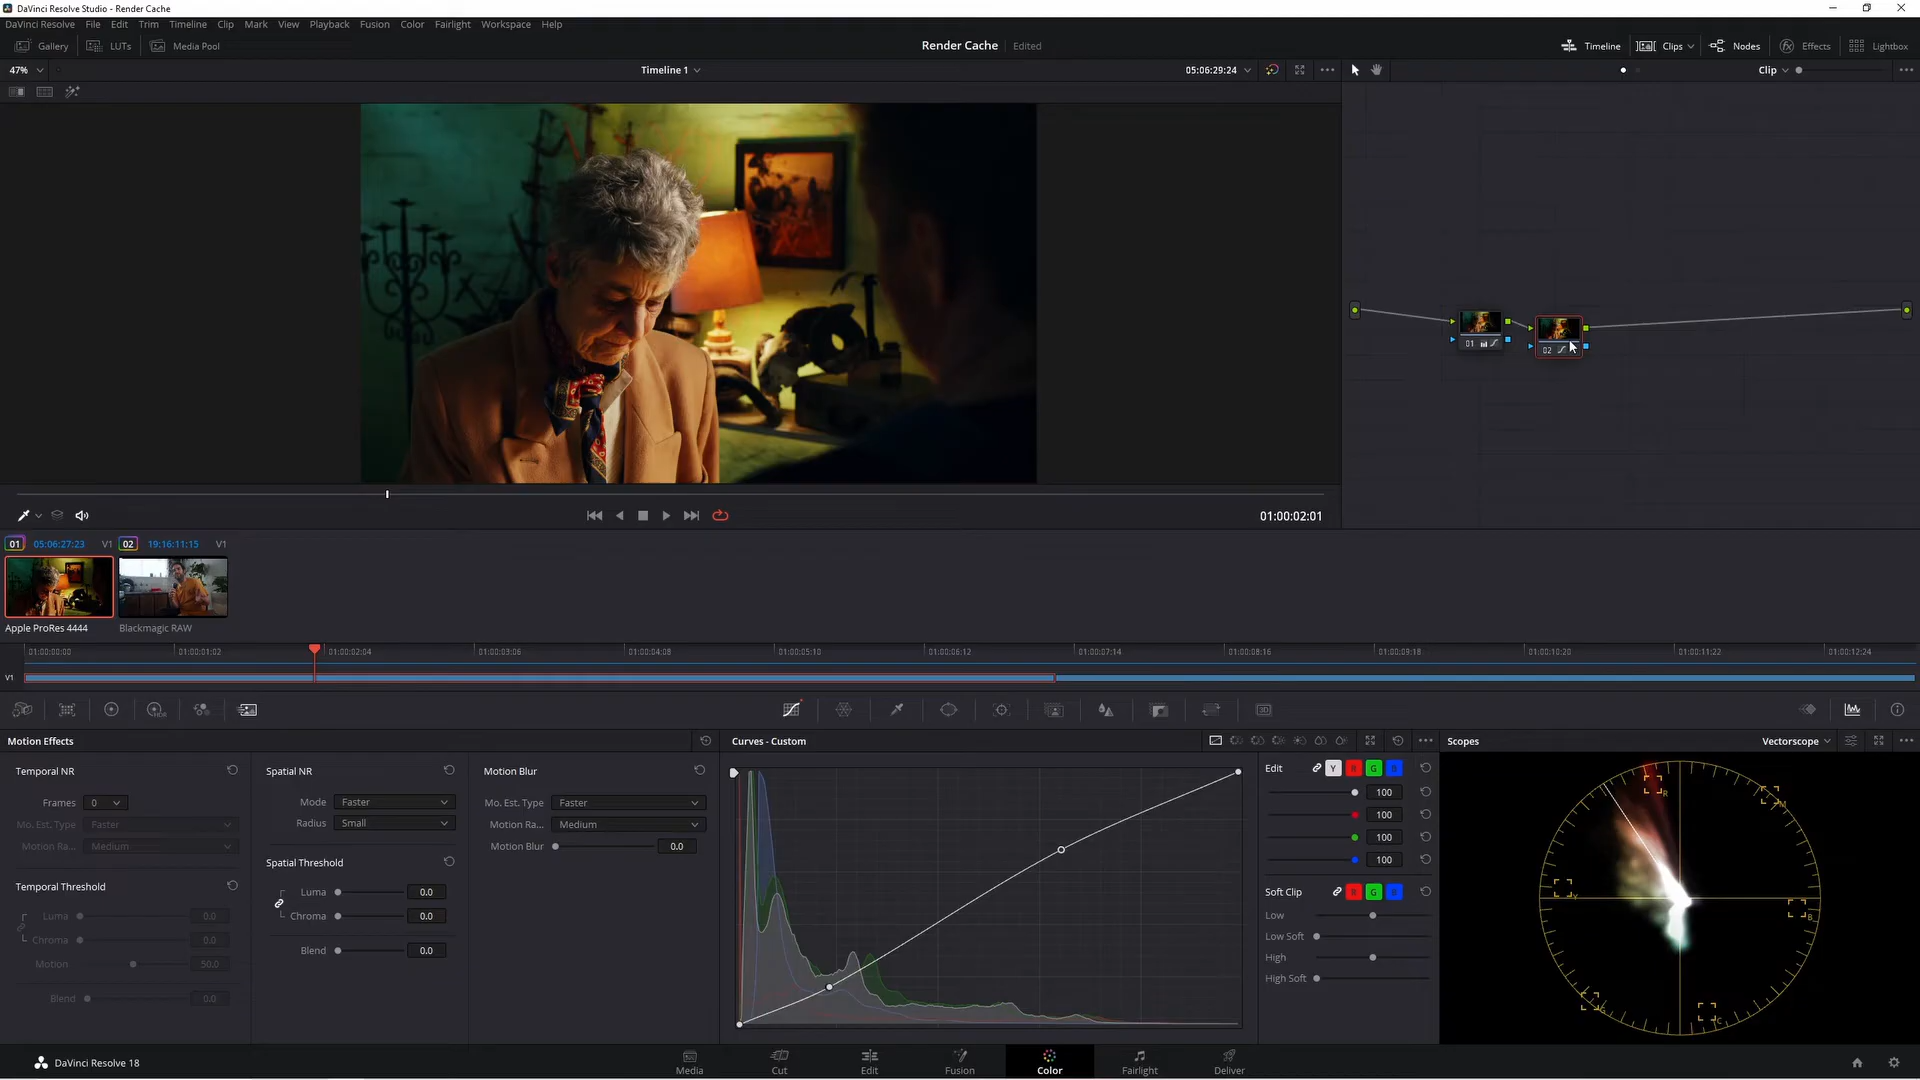 DaVinci Resolve Studio - Render Cache
DaVinci Resolve File Edit Trim Timeline Clip Mark View Playback Fusion Color Fairlight Workspace Help
Gallery LUTs Media Pool Render Cache Edited Timeline Clips Nodes Effects Lightbox
47% Timeline 1 05:06:29:24 Clip
01
02
01:00:02:01
01 05:06:27:23 V1 02 19:16:11:15 V1
Apple ProRes 4444 Blackmagic RAW
01:00:00:00 01:00:01:02 01:00:02:04 01:00:03:06 01:00:04:08 01:00:05:10 01:00:06:12 01:00:07:14 01:00:08:16 01:00:09:18 01:00:10:20 01:00:11:22 01:00:12:24
V1
HDR
3D
Motion Effects Curves - Custom Scopes Vectorscope
Temporal NR Spatial NR Motion Blur Edit Y R G B
Frames 0 Mode Faster Mo. Est. Type Faster 100
Mo. Est. Type Faster Radius Small Motion Ra... Medium 100
Motion Ra... Medium Motion Blur 0.0 100
Spatial Threshold 100
Temporal Threshold Luma 0.0 Soft Clip R G B
Luma 0.0 Chroma 0.0 Low
Chroma 0.0 Low Soft
Motion 50.0 Blend 0.0 High
Blend 0.0 High Soft
R
B
C
DaVinci Resolve 18 Media Cut Edit Fusion Color Fairlight Deliver